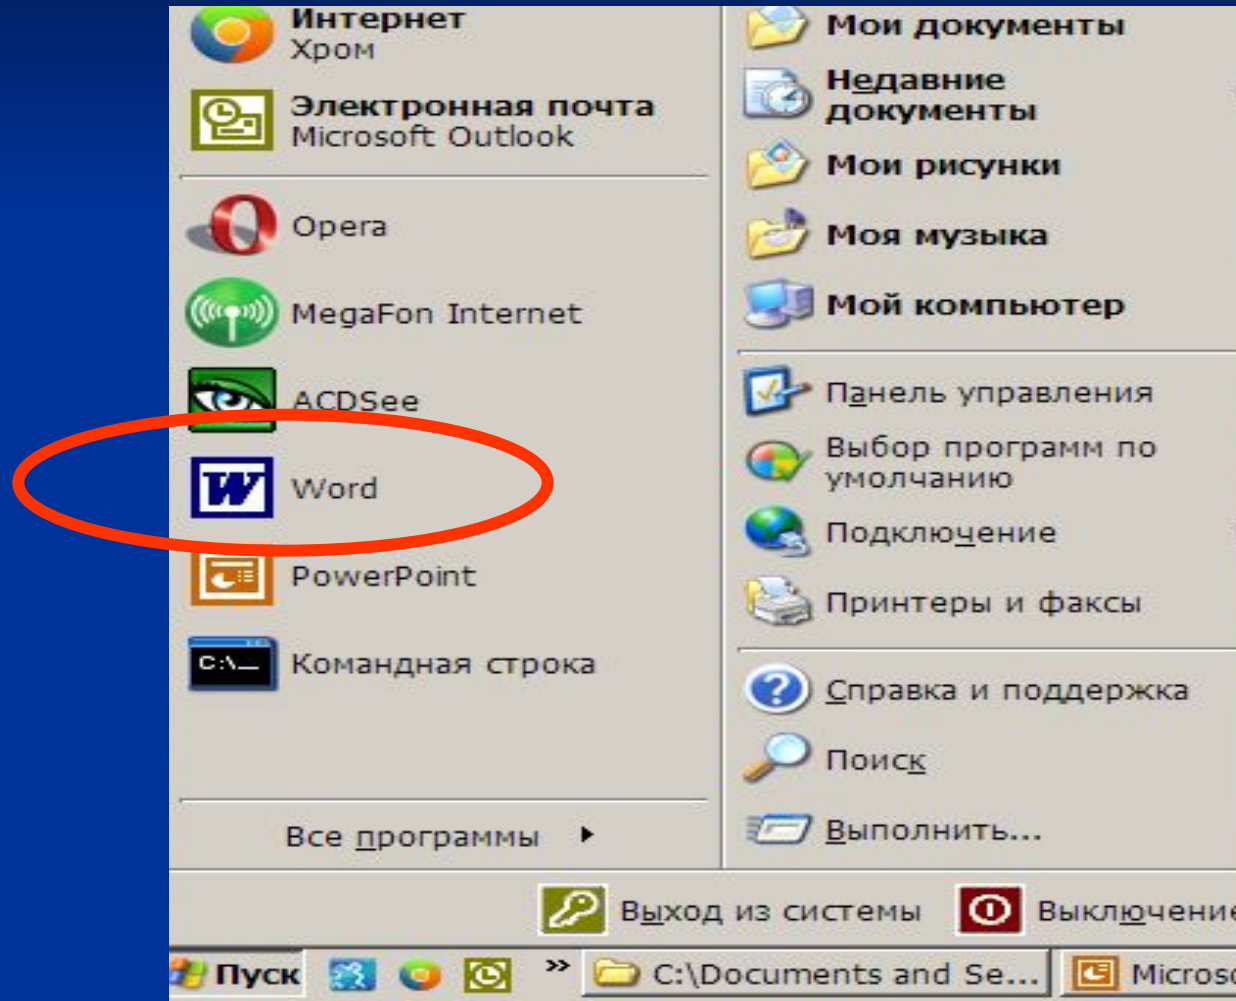 Интернет
Хром
Электронная почта
Microsoft Outlook
Opera
MegaFon Internet
ACDSee
Word
PowerPoint
C:\
Командная строка
Все программы
Мои документы
Недавние
документы
Мои рисунки
Моя музыка
Мой компьютер
Панель управления
Выбор программ по
умолчанию
Подключение
Принтеры и факсы
Справка и поддержка
Поиск
Выполнить...
Выход из системы
Выключение
Пуск
»
C:\Documents and Se...
Microso